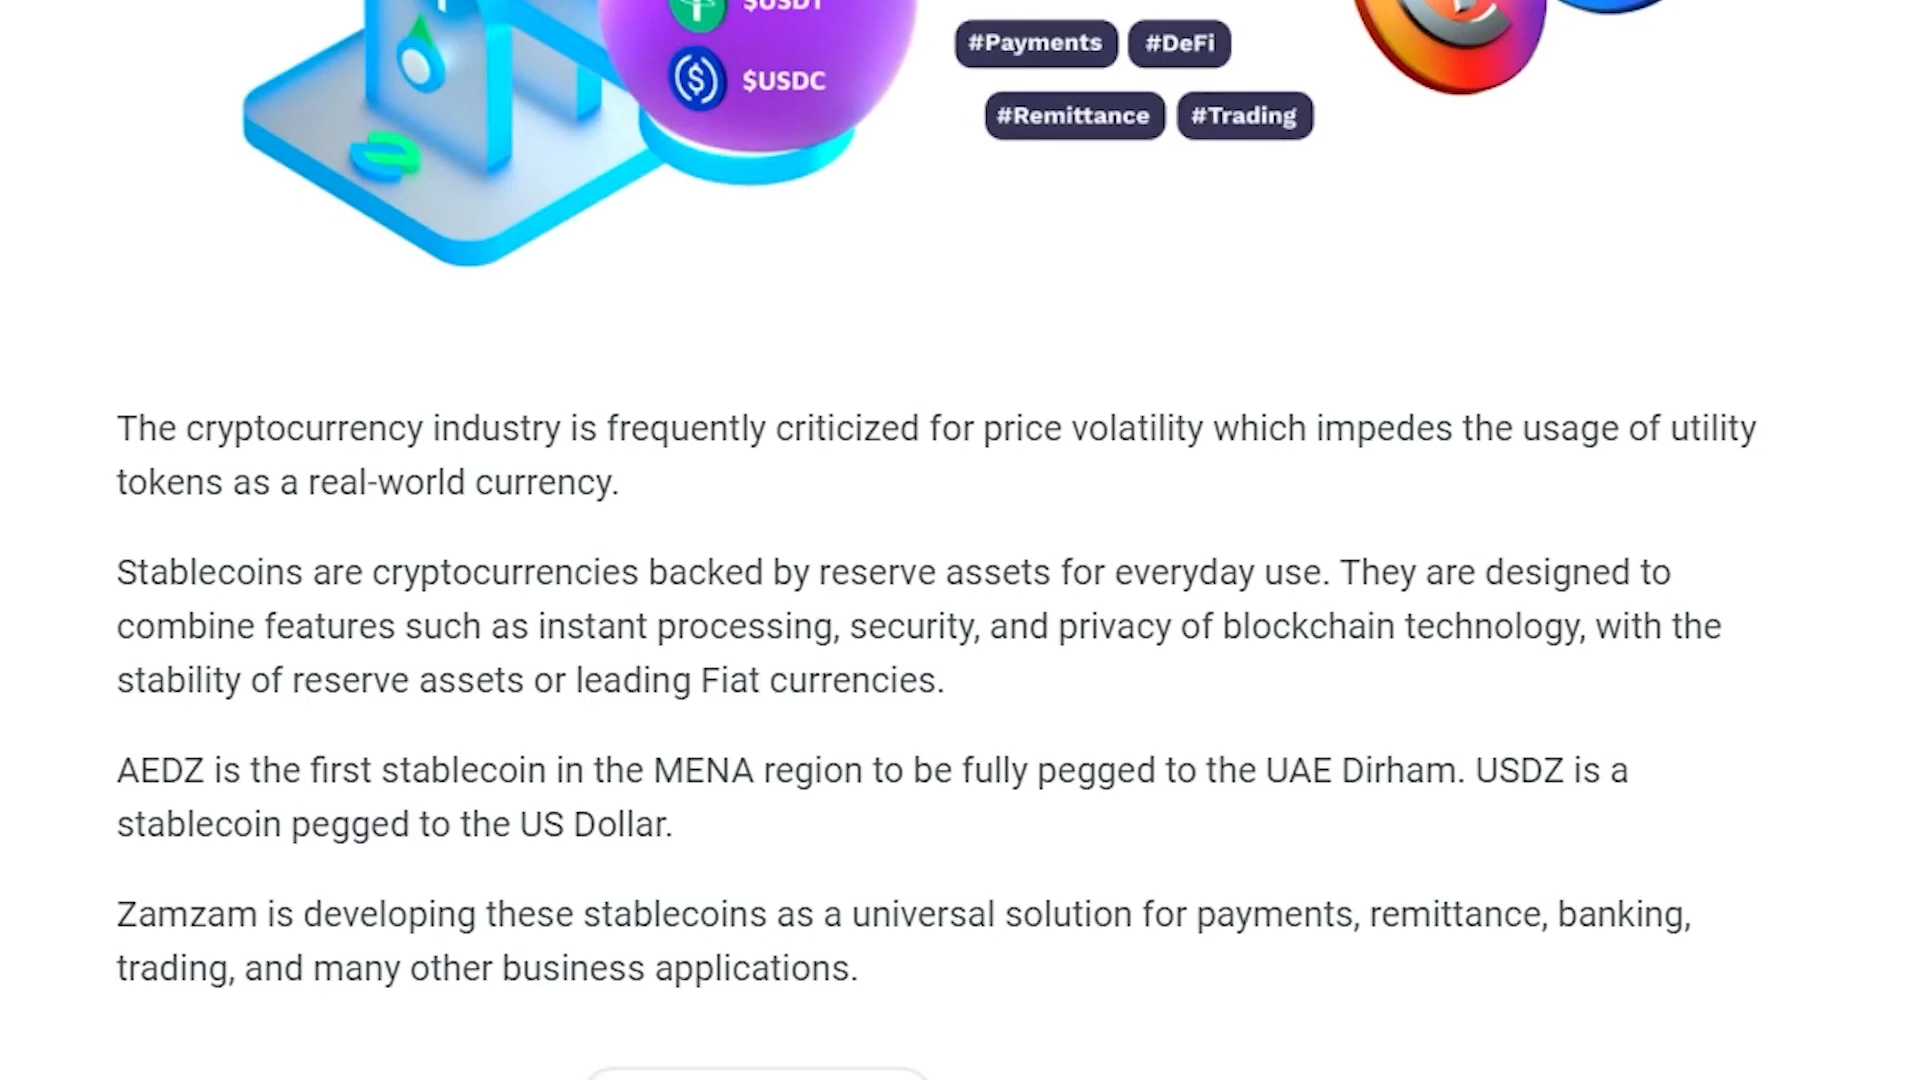 $USDT
$USDC
#Payments #DeFi
#Remittance #Trading
The cryptocurrency industry is frequently criticized for price volatility which impedes the usage of utility
tokens as a real-world currency.
Stablecoins are cryptocurrencies backed by reserve assets for everyday use. They are designed to
combine features such as instant processing, security, and privacy of blockchain technology, with the
stability of reserve assets or leading Fiat currencies.
AEDZ is the first stablecoin in the MENA region to be fully pegged to the UAE Dirham. USDZ is a
stablecoin pegged to the US Dollar.
Zamzam is developing these stablecoins as a universal solution for payments, remittance, banking,
trading, and many other business applications.